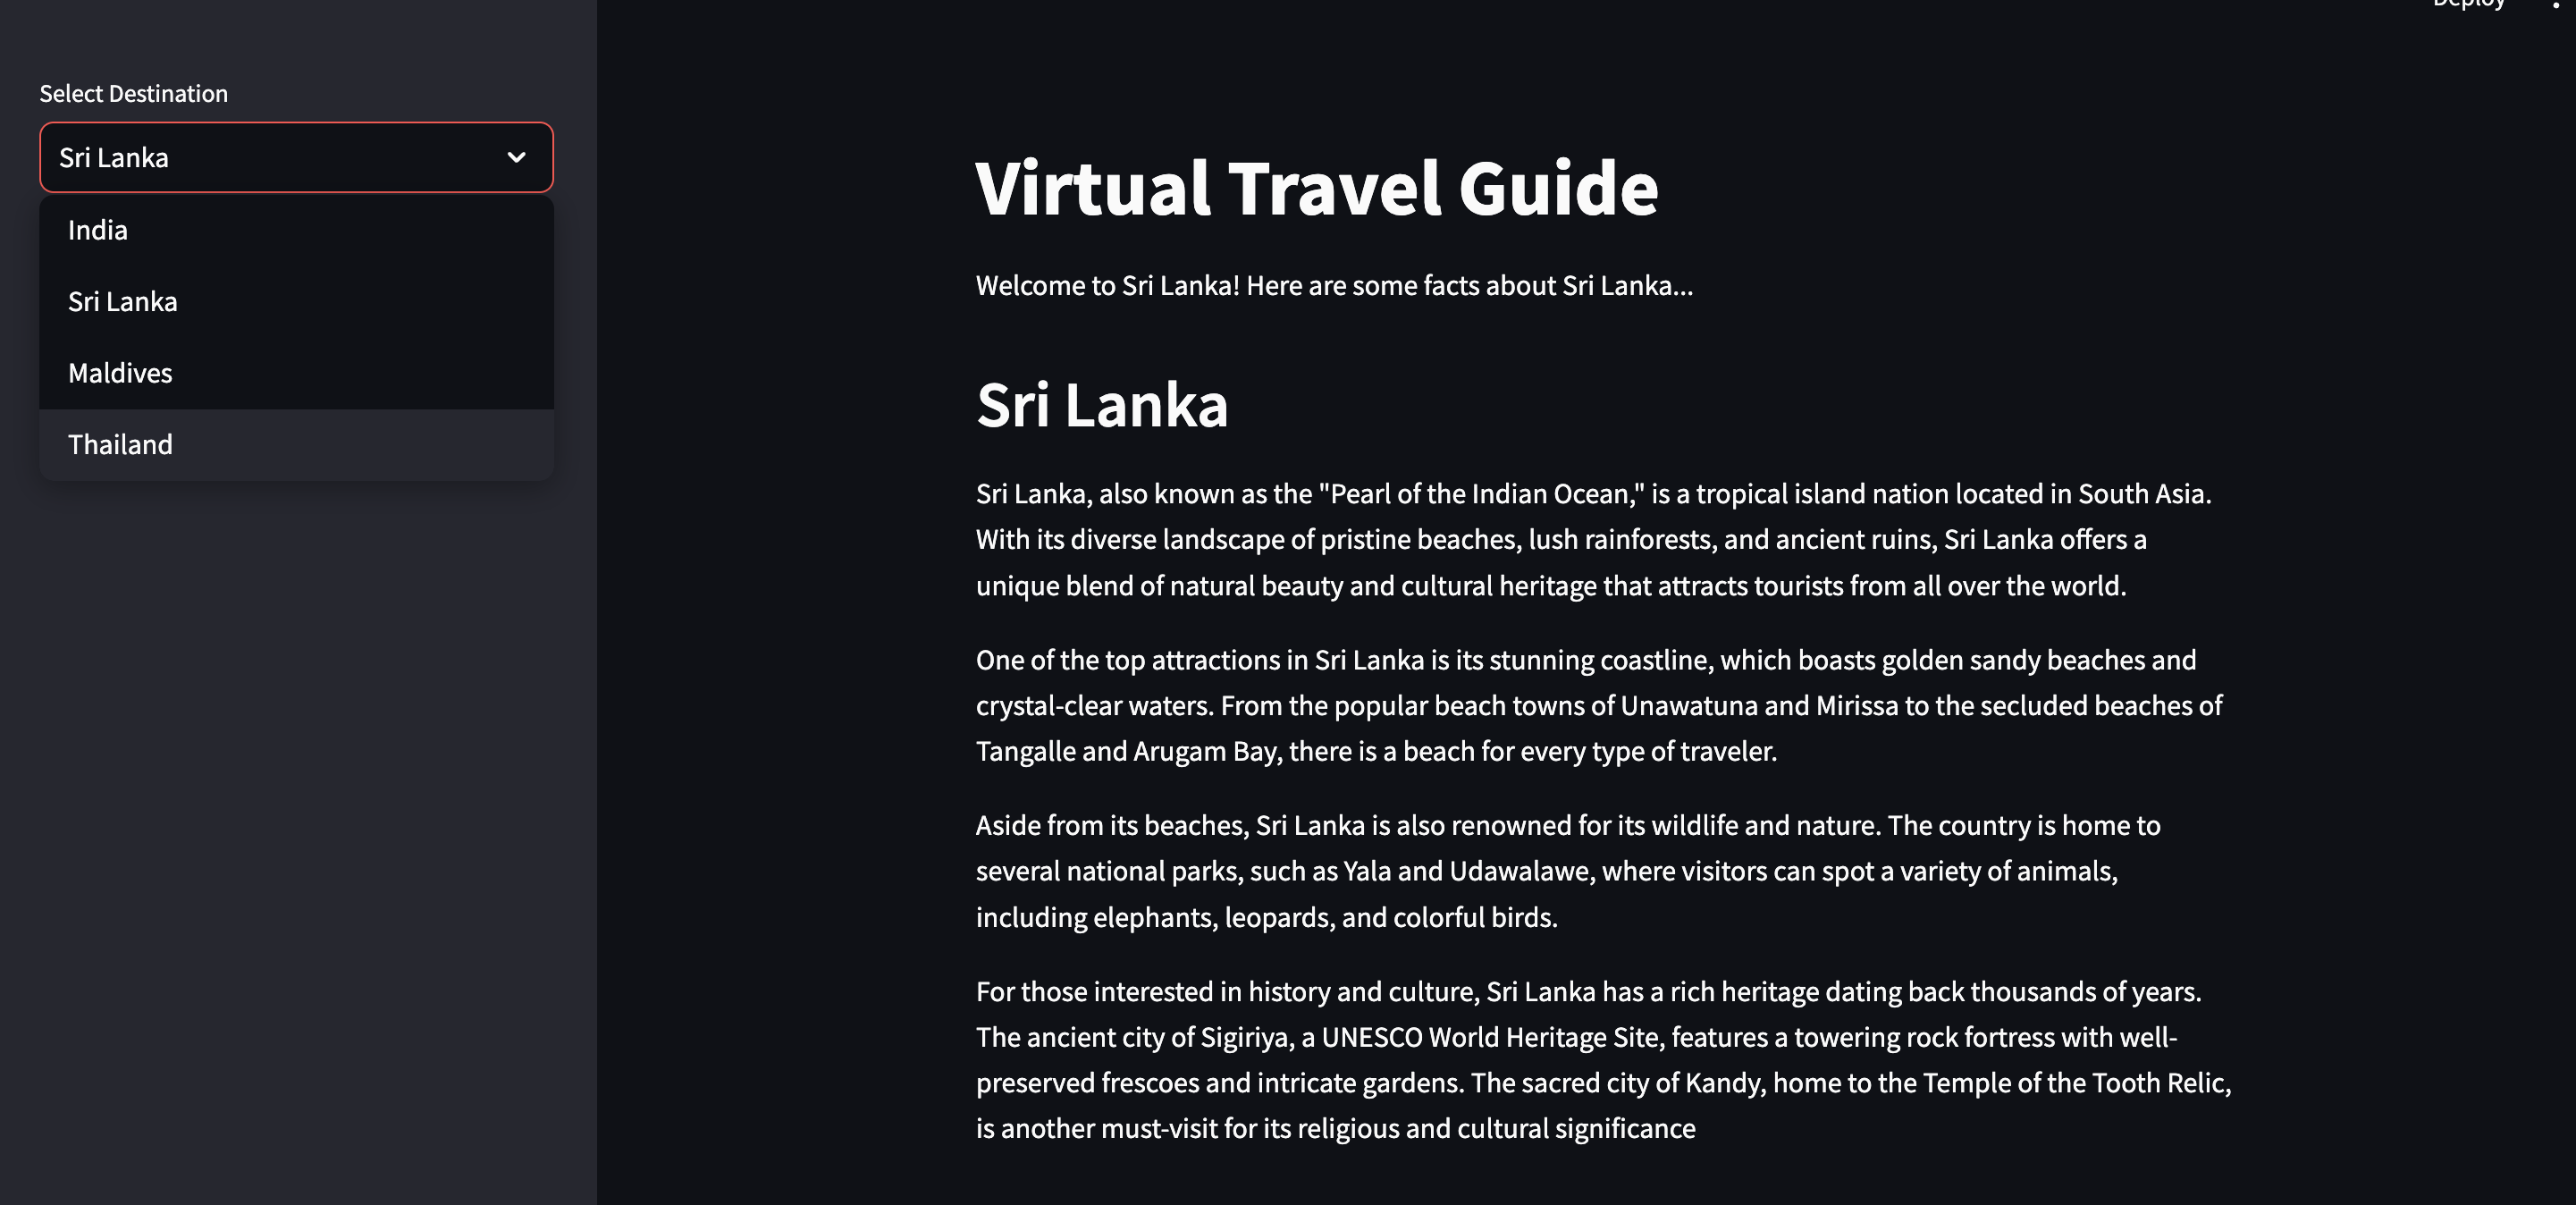 Deploy
Select Destination
Sri Lanka
India
Sri Lanka
Maldives
Thailand
Virtual Travel Guide
Welcome to Sri Lanka! Here are some facts about Sri Lanka...
Sri Lanka
Sri Lanka, also known as the "Pearl of the Indian Ocean," is a tropical island nation located in South Asia.
With its diverse landscape of pristine beaches, lush rainforests, and ancient ruins, Sri Lanka offers a
unique blend of natural beauty and cultural heritage that attracts tourists from all over the world.
One of the top attractions in Sri Lanka is its stunning coastline, which boasts golden sandy beaches and
crystal-clear waters. From the popular beach towns of Unawatuna and Mirissa to the secluded beaches of
Tangalle and Arugam Bay, there is a beach for every type of traveler.
Aside from its beaches, Sri Lanka is also renowned for its wildlife and nature. The country is home to
several national parks, such as Yala and Udawalawe, where visitors can spot a variety of animals,
including elephants, leopards, and colorful birds.
For those interested in history and culture, Sri Lanka has a rich heritage dating back thousands of years.
The ancient city of Sigiriya, a UNESCO World Heritage Site, features a towering rock fortress with well-
preserved frescoes and intricate gardens. The sacred city of Kandy, home to the Temple of the Tooth Relic,
is another must-visit for its religious and cultural significance